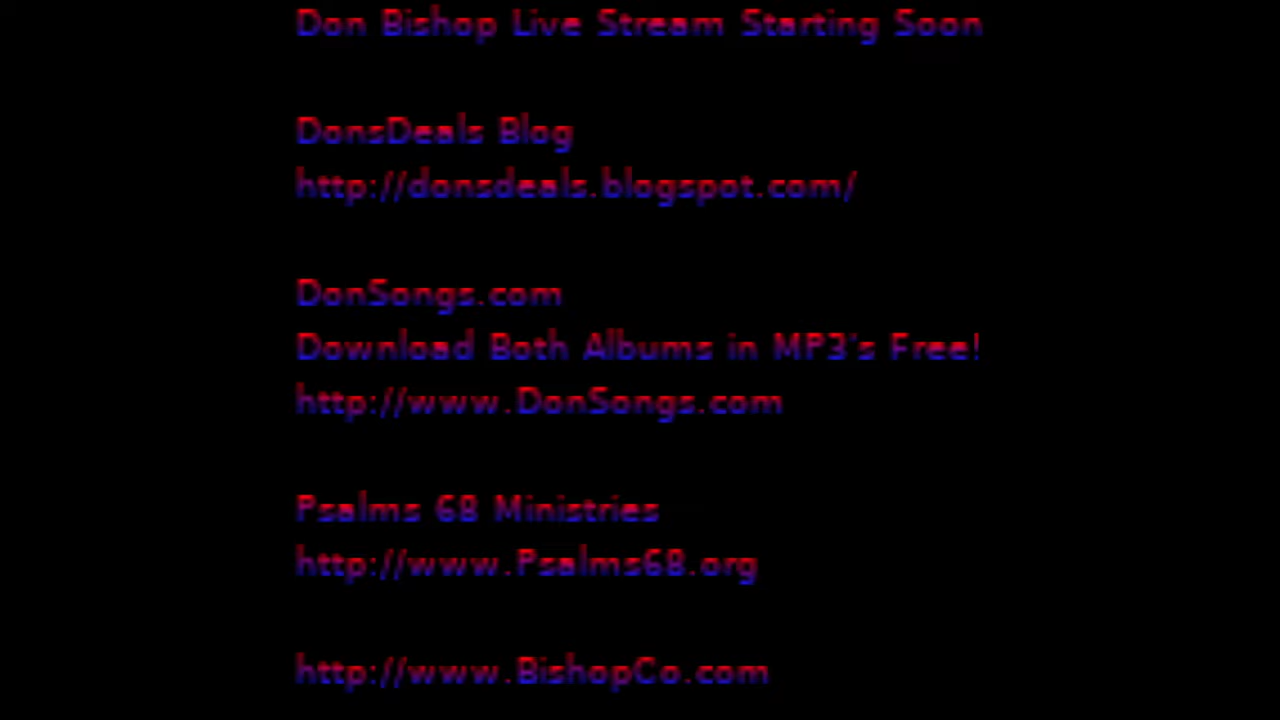 Don Bishop Live Stream Starting Soon
DonsDeals Blog
http://donsdeals.blogspot.com/
DonSongs.com
Download Both Albums in MP3's Free!
http://www.DonSongs.com
Psalms 68 Ministries
http://www.Psalms68.org
http://www.BishopCo.com